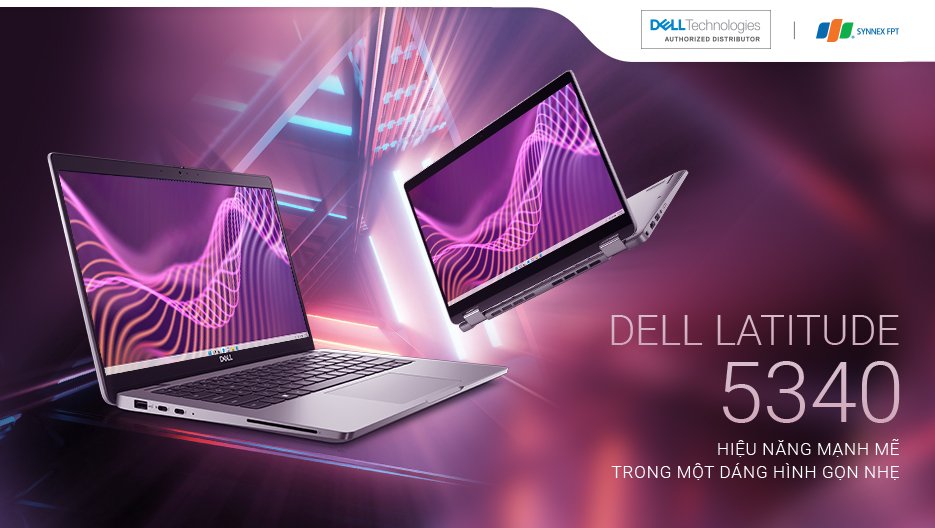 DELLTechnologies
AUTHORIZED DISTRIBUTOR
SYNNEX FPT
DELL
DELL LATITUDE
5340
HIỆU NĂNG MẠNH MẼ
TRONG MỘT DÁNG HÌNH GỌN NHẸ